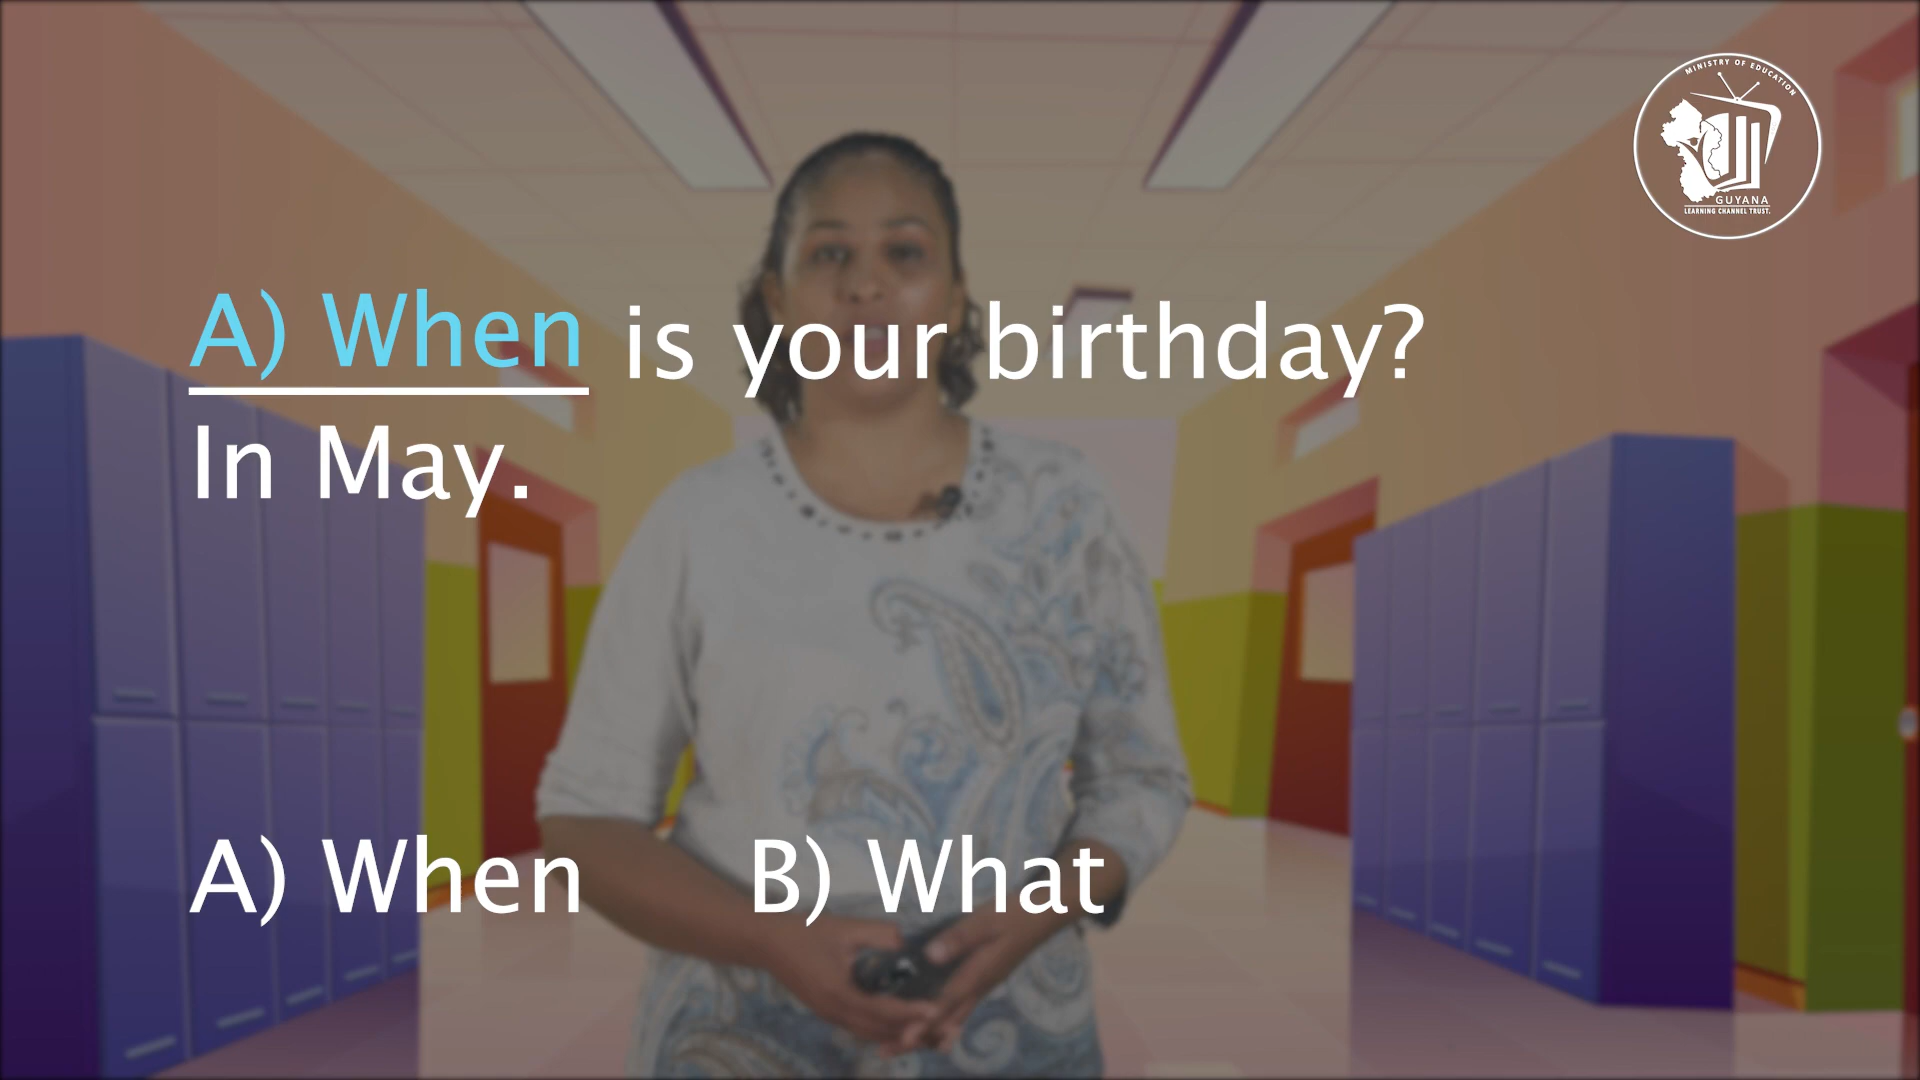 MINISTRY OF EDUCATION
GUYANA
LEARNING CHANNEL TRUST.
A) When is your birthday?
In May.
A) When B) What